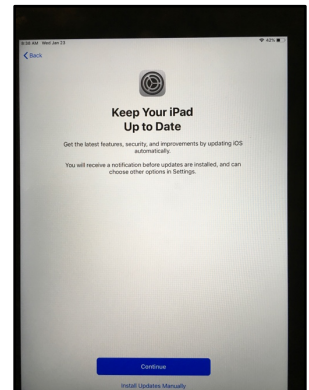 Wed Jan 23
42%
Back
Keep Your iPad
Up to Date
Get the latest features, security, and improvements by updating iOS
automatically.
You will receive a notification before updates are installed, and can
choose other options in Settings.
Continue
Install Updates Manually